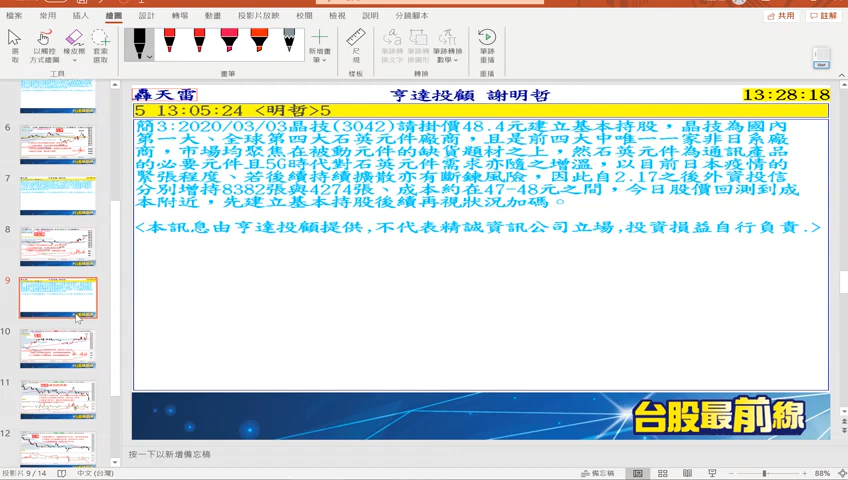 檔案 常用 插入 繪圖 設計 轉場 動畫 投影片放映 校閱 檢視 說明 分鏡腳本 共用 註解
選取 以觸控方式繪圖 橡皮擦 套索選取 新增畫筆 尺規 筆跡轉換文字 筆跡轉換圖形 筆跡轉換數學 筆跡重播
工具 畫筆 樣板 轉換 重播
轟天雷 亨達投顧 謝明哲 13:28:18
5 13:05:24 <明哲>5
簡3:2020/03/03晶技(3042)請掛價48.4元建立基本持股，晶技為國內
第一大、全球第四大石英元件廠商，且是前四大中唯一一家非日系廠
商，市場均聚焦在被動元件的缺貨題材之上，然石英元件為通訊產品
的必要元件且5G時代對石英元件需求亦隨之增溫，以目前日本疫情的
緊張程度、若後續持續擴散亦有斷鍊風險，因此自2.17之後外資投信
分別增持8382張與4274張、成本約在47-48元之間，今日股價回測到成
本附近，先建立基本持股後續再視狀況加碼。
<本訊息由亨達投顧提供,不代表精誠資訊公司立場,投資損益自行負責.>
台股最前線
6
7
8
9
10
11
12
按一下以新增備忘稿
投影片 9/14 中文 (台灣) 備忘稿 88%